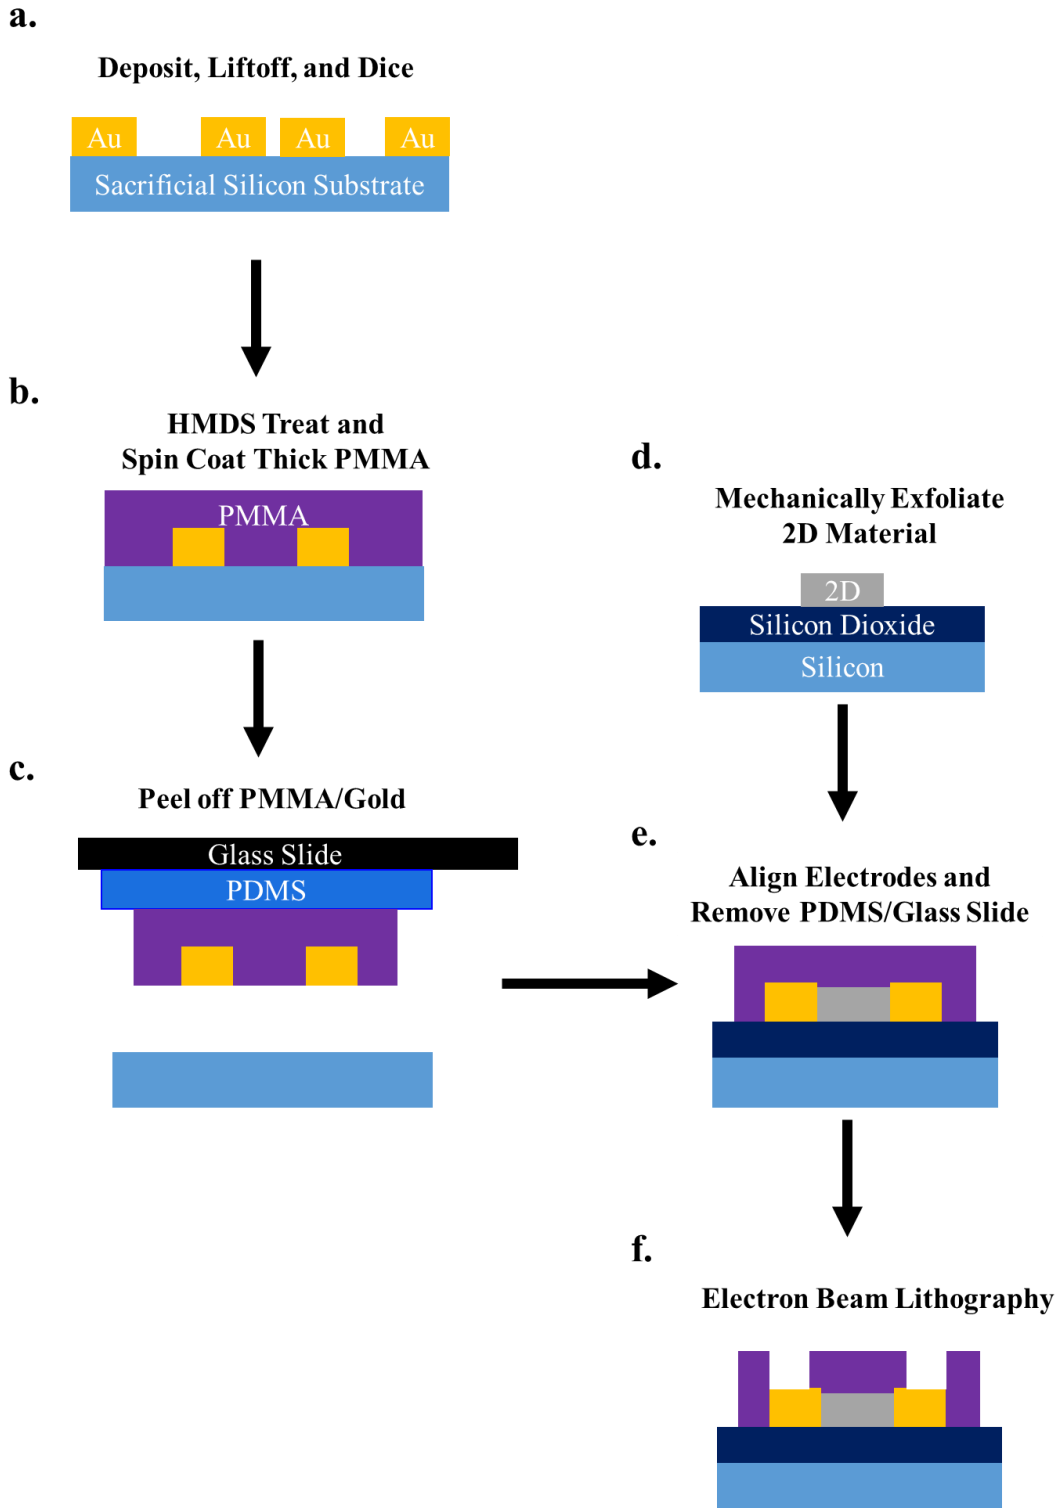 a.
Deposit, Liftoff, and Dice
Au Au Au Au
Sacrificial Silicon Substrate
b.
HMDS Treat and
Spin Coat Thick PMMA
PMMA
c.
Peel off PMMA/Gold
Glass Slide
PDMS
d.
Mechanically Exfoliate
2D Material
2D
Silicon Dioxide
Silicon
e.
Align Electrodes and
Remove PDMS/Glass Slide
f.
Electron Beam Lithography